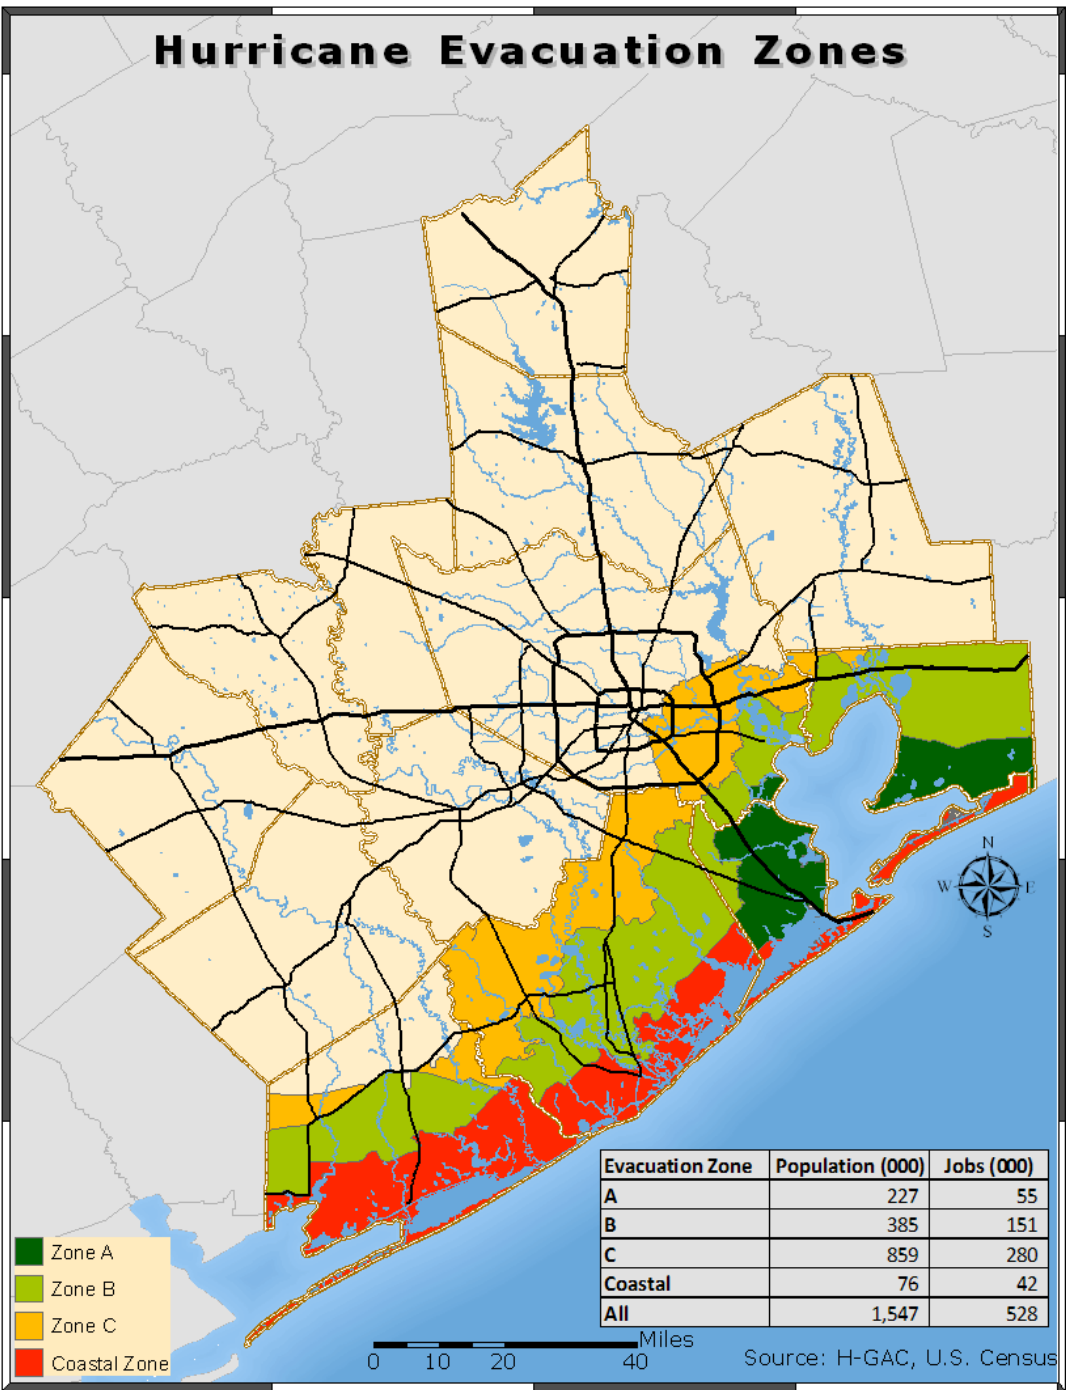 Hurricane Evacuation Zones
N
W E
S
Evacuation Zone Population (000) Jobs (000)
A 227 55
B 385 151
C 859 280
Coastal 76 42
All 1,547 528
Zone A
Zone B
Zone C
Coastal Zone
Miles
0 10 20 40
Source: H-GAC, U.S. Census